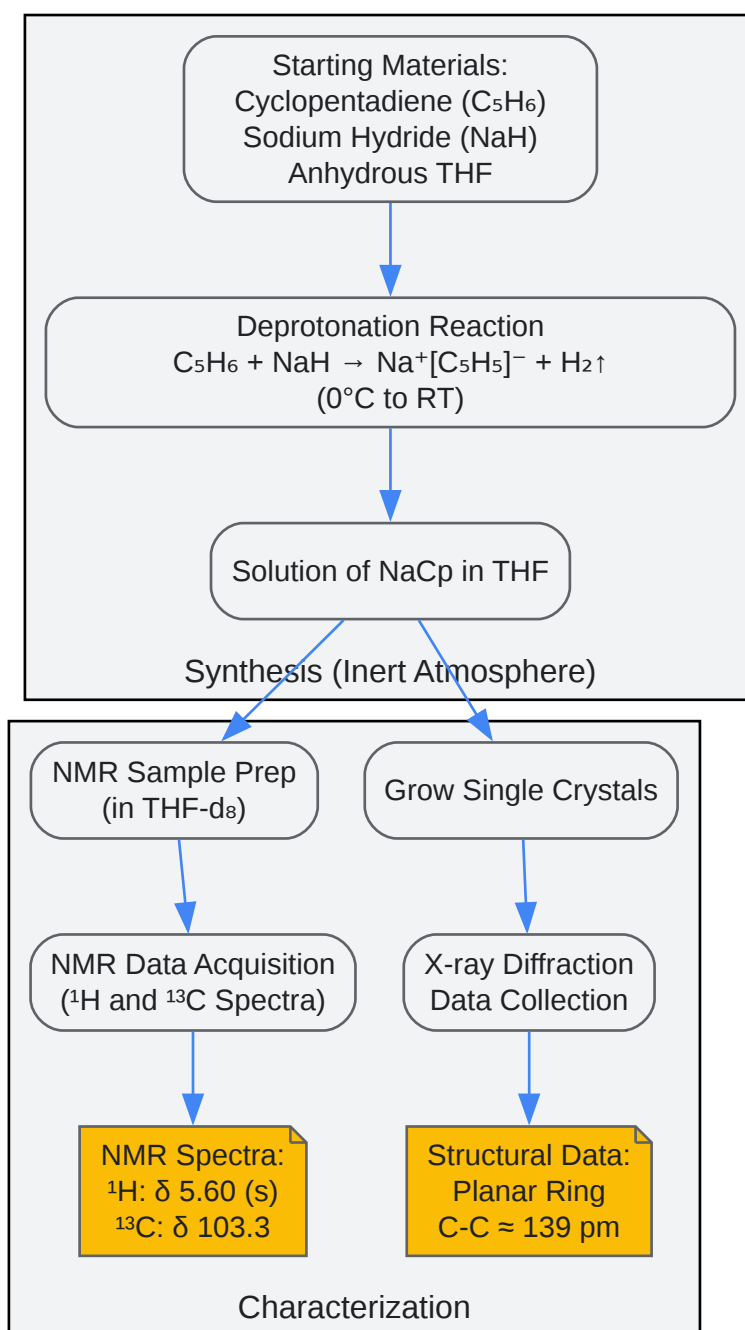 Starting Materials:
Cyclopentadiene (C₅H₆)
Sodium Hydride (NaH)
Anhydrous THF
Deprotonation Reaction
C₅H₆ + NaH → Na⁺[C₅H₅]⁻ + H₂↑
(0°C to RT)
Solution of NaCp in THF
Synthesis (Inert Atmosphere)
NMR Sample Prep
(in THF-d₈)
Grow Single Crystals
NMR Data Acquisition
(¹H and ¹³C Spectra)
X-ray Diffraction
Data Collection
NMR Spectra:
¹H: δ 5.60 (s)
¹³C: δ 103.3
Structural Data:
Planar Ring
C-C ≈ 139 pm
Characterization